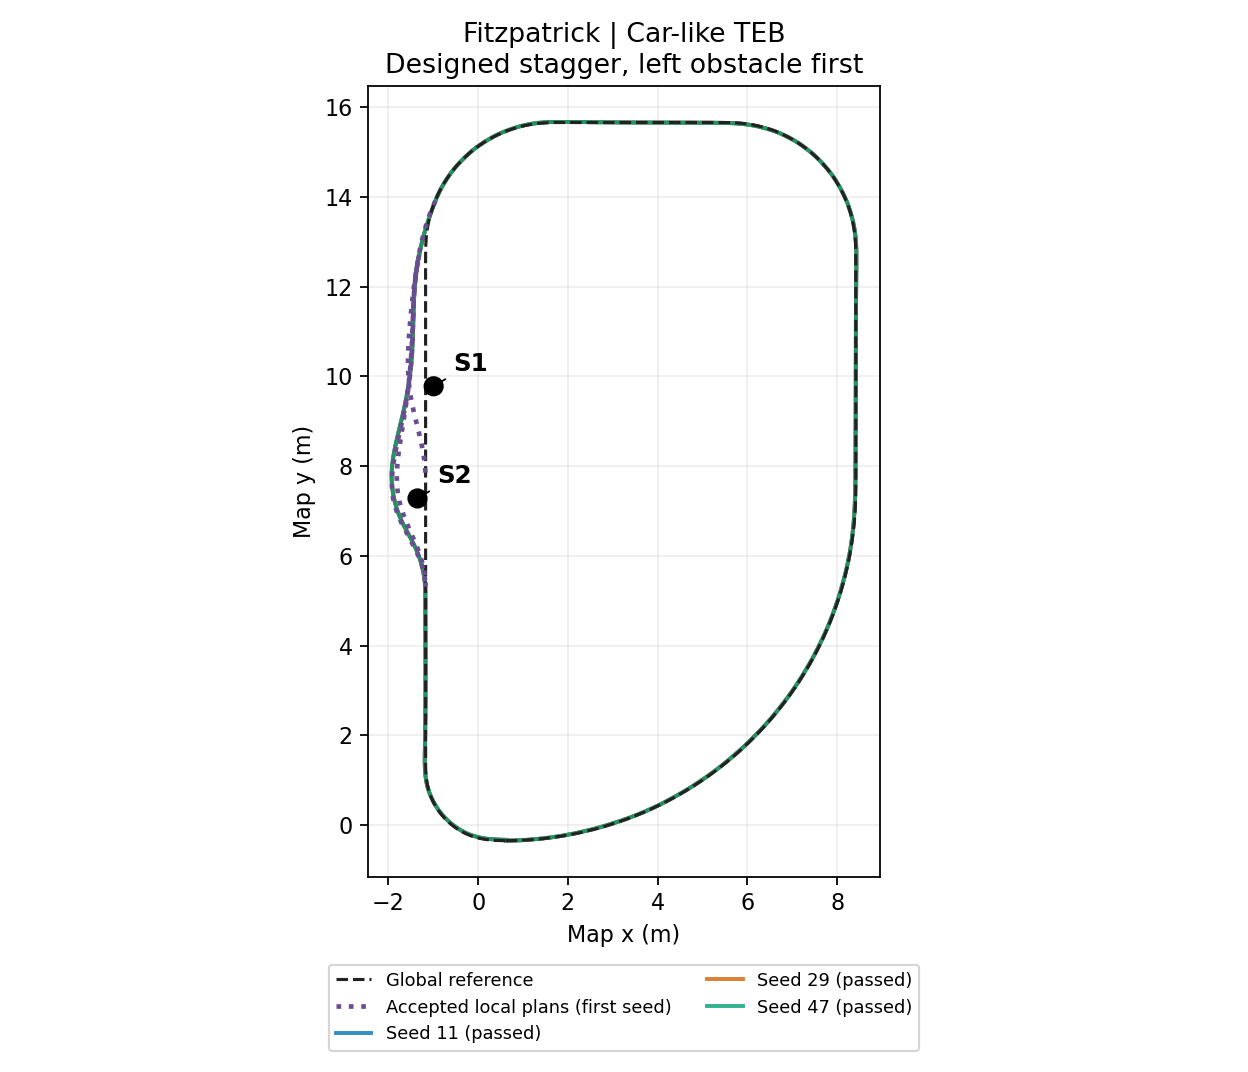 Fitzpatrick | Car-like TEB
Designed stagger, left obstacle first
16
14
12
10
8
6
4
2
0
Map y (m)
S1
S2
−2 0 2 4 6 8
Map x (m)
Global reference
Accepted local plans (first seed)
Seed 11 (passed)
Seed 29 (passed)
Seed 47 (passed)